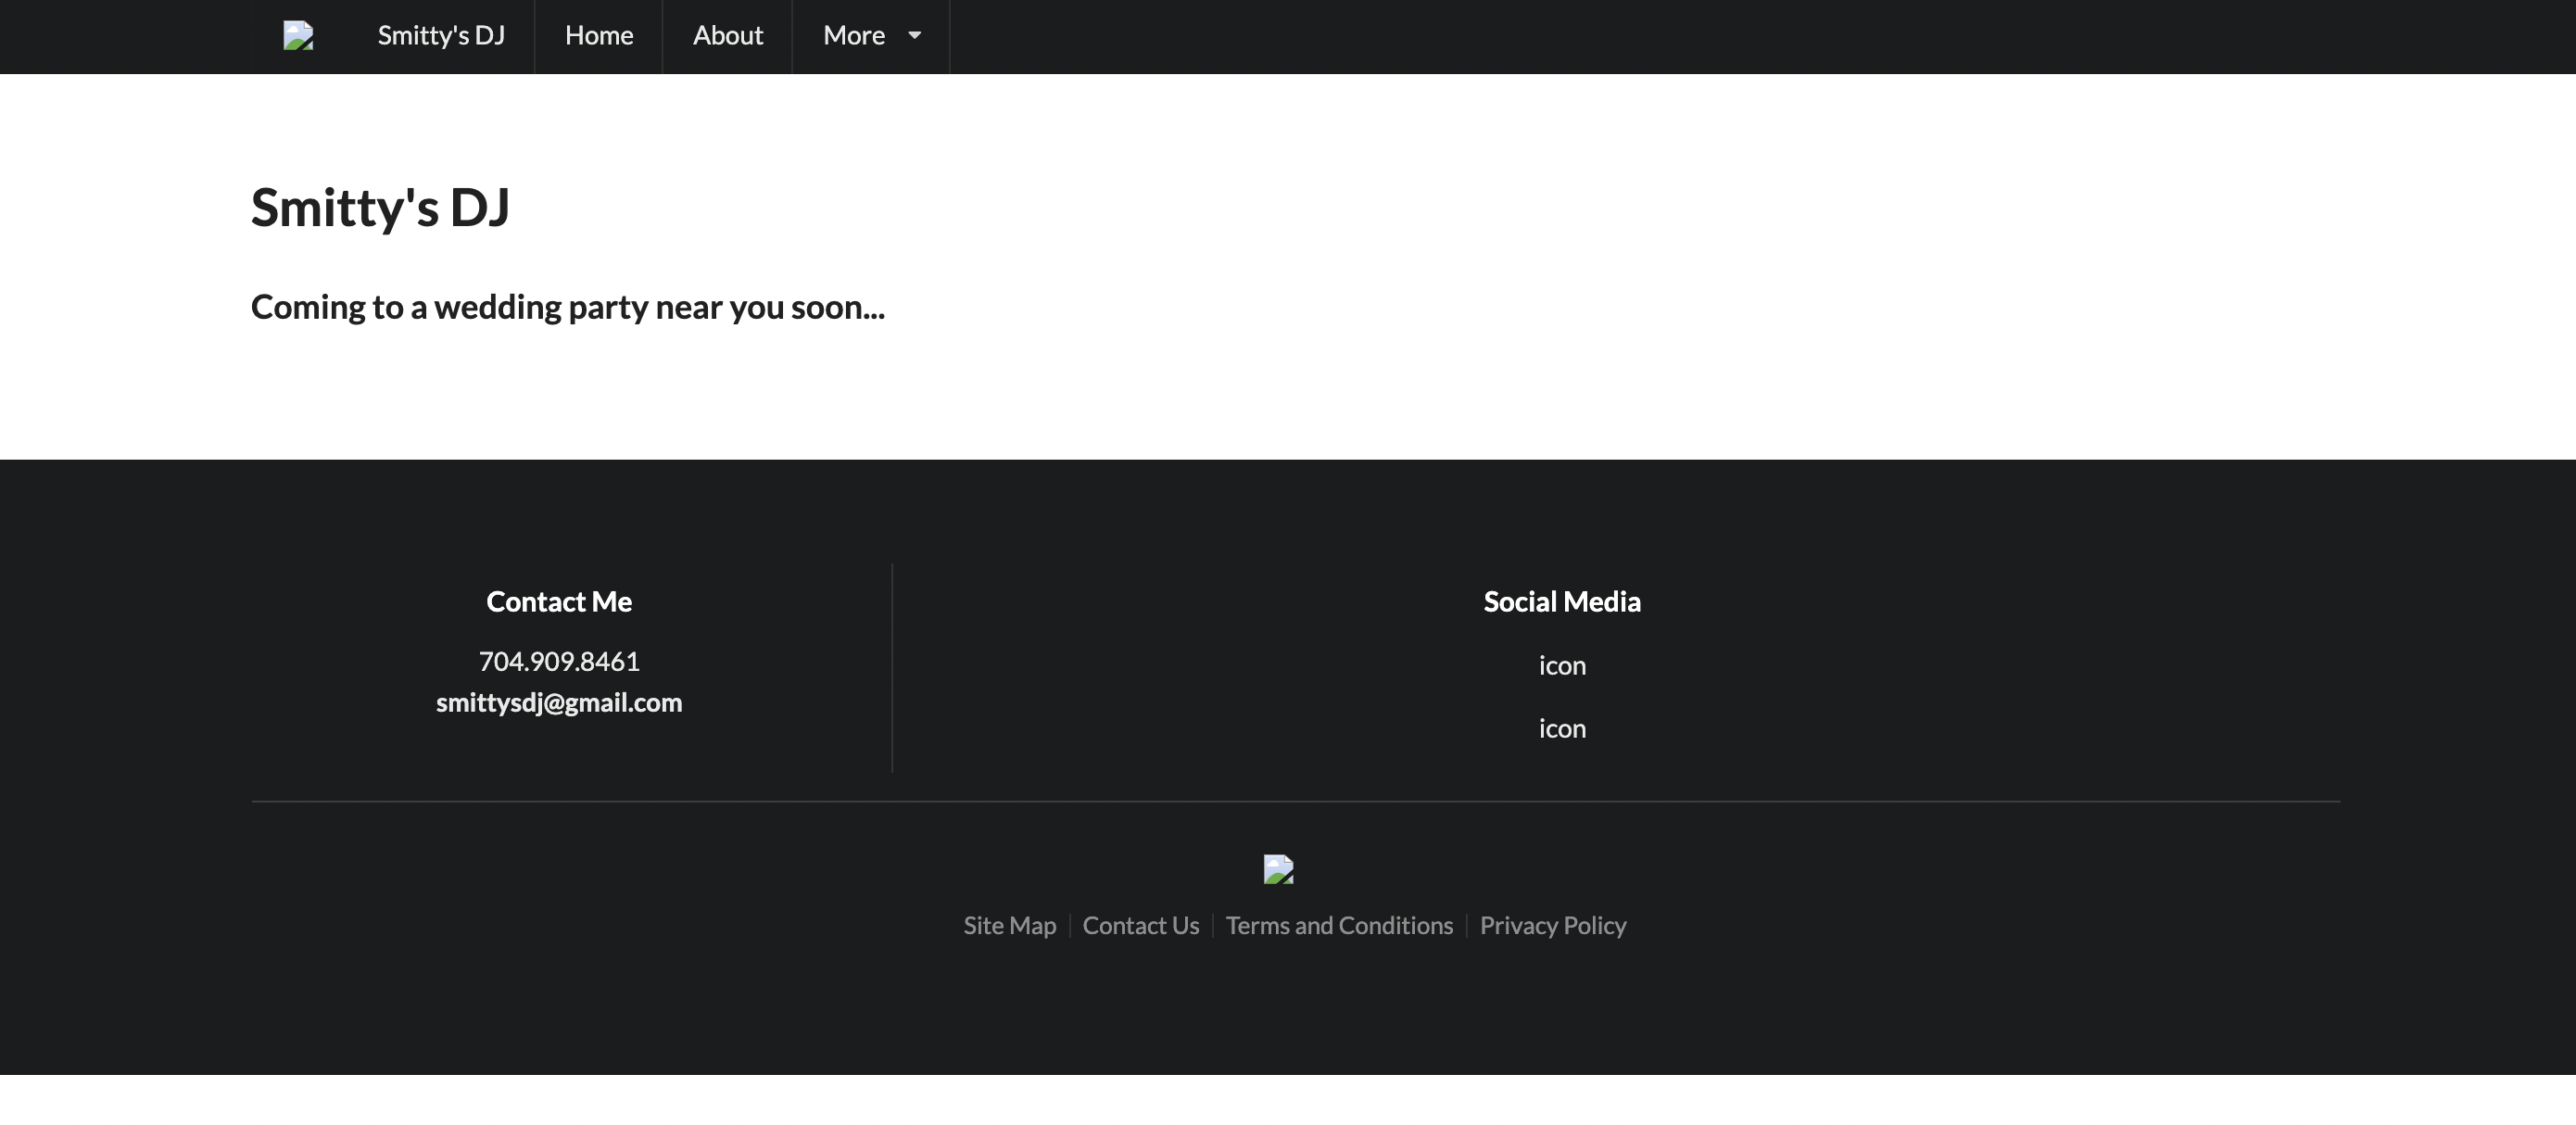 Smitty's DJ Home About More
Smitty's DJ
Coming to a wedding party near you soon...
Contact Me
704.909.8461
smittysdj@gmail.com
Social Media
icon
icon
Site Map Contact Us Terms and Conditions Privacy Policy